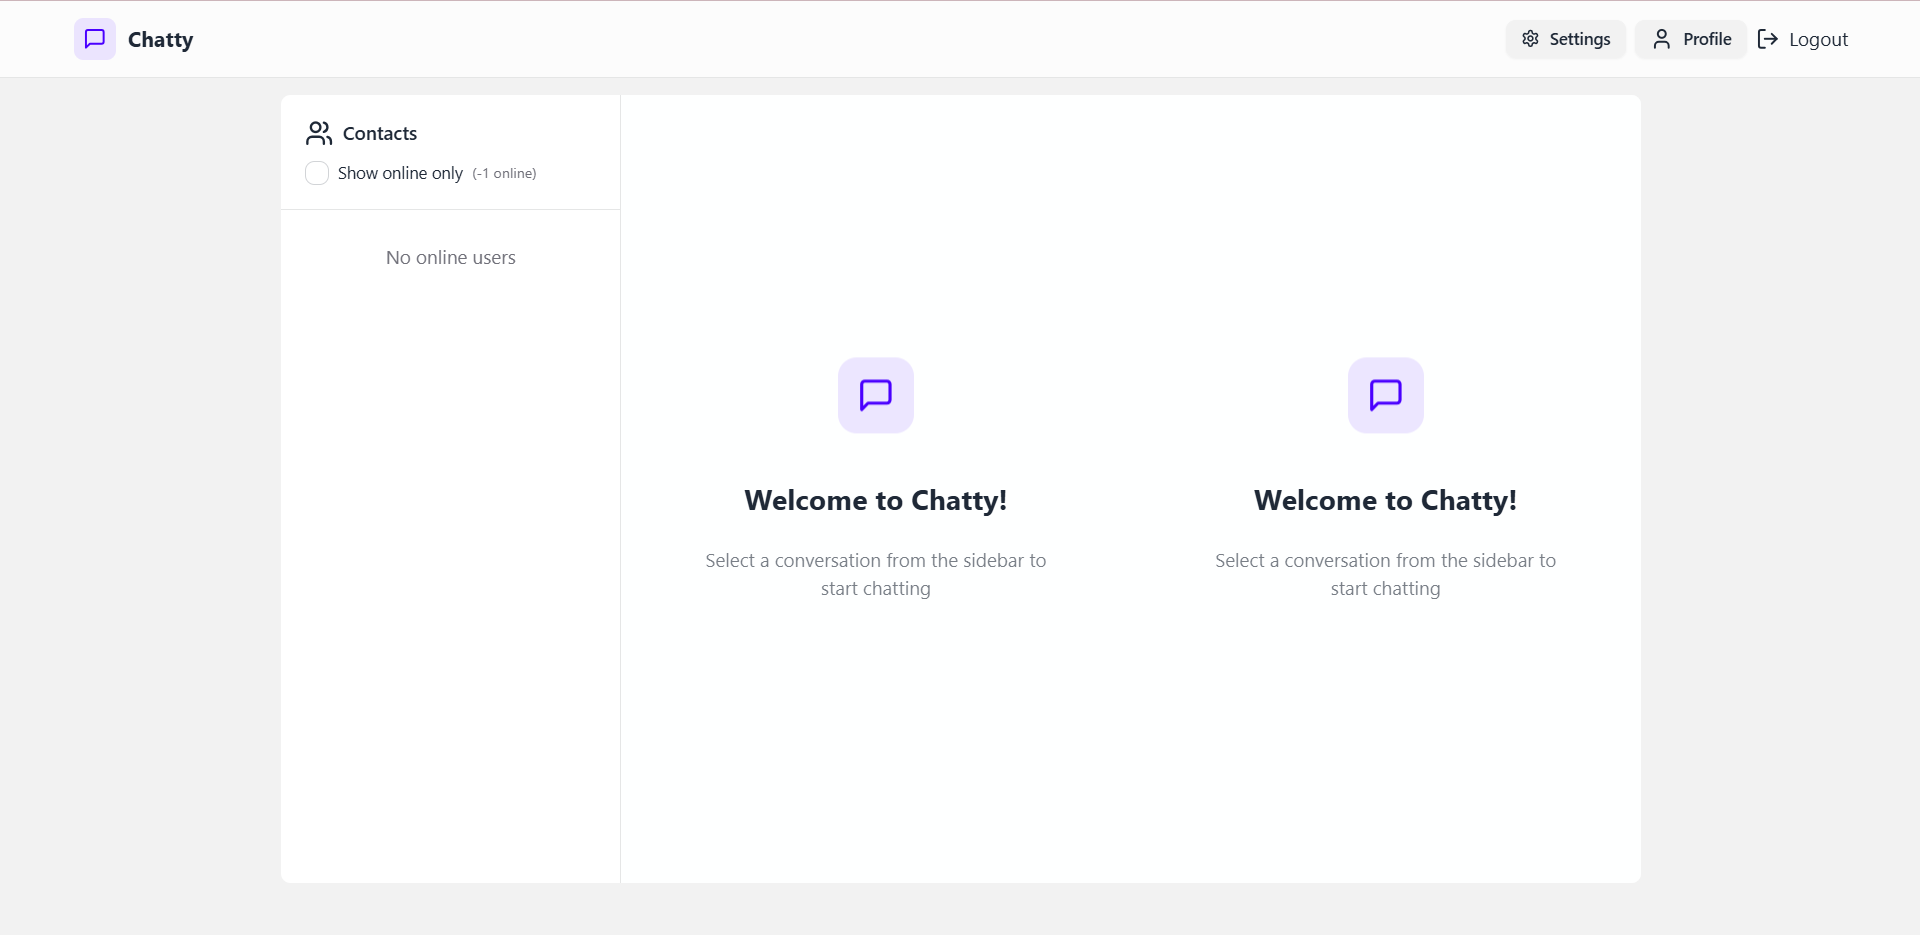 Chatty
Settings
Profile
Logout
Contacts
Show online only (-1 online)
No online users
Welcome to Chatty!
Select a conversation from the sidebar to
start chatting
Welcome to Chatty!
Select a conversation from the sidebar to
start chatting